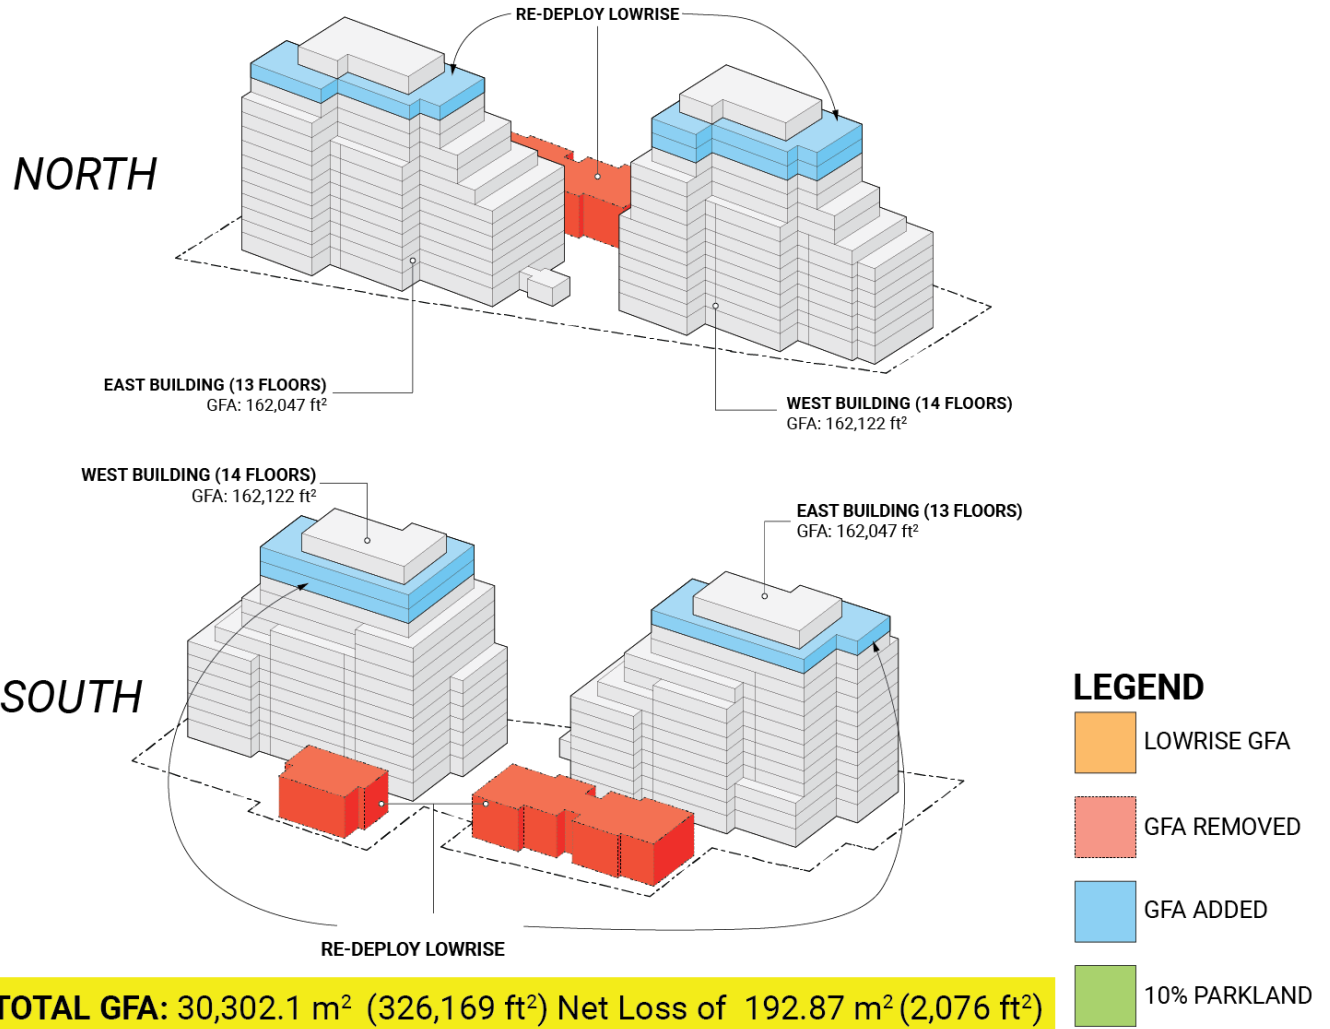 RE-DEPLOY LOWRISE
NORTH
EAST BUILDING (13 FLOORS)
GFA: 162,047 ft²
WEST BUILDING (14 FLOORS)
GFA: 162,122 ft²
WEST BUILDING (14 FLOORS)
GFA: 162,122 ft²
EAST BUILDING (13 FLOORS)
GFA: 162,047 ft²
SOUTH
RE-DEPLOY LOWRISE
LEGEND
LOWRISE GFA
GFA REMOVED
GFA ADDED
10% PARKLAND
TOTAL GFA: 30,302.1 m² (326,169 ft²) Net Loss of 192.87 m² (2,076 ft²)